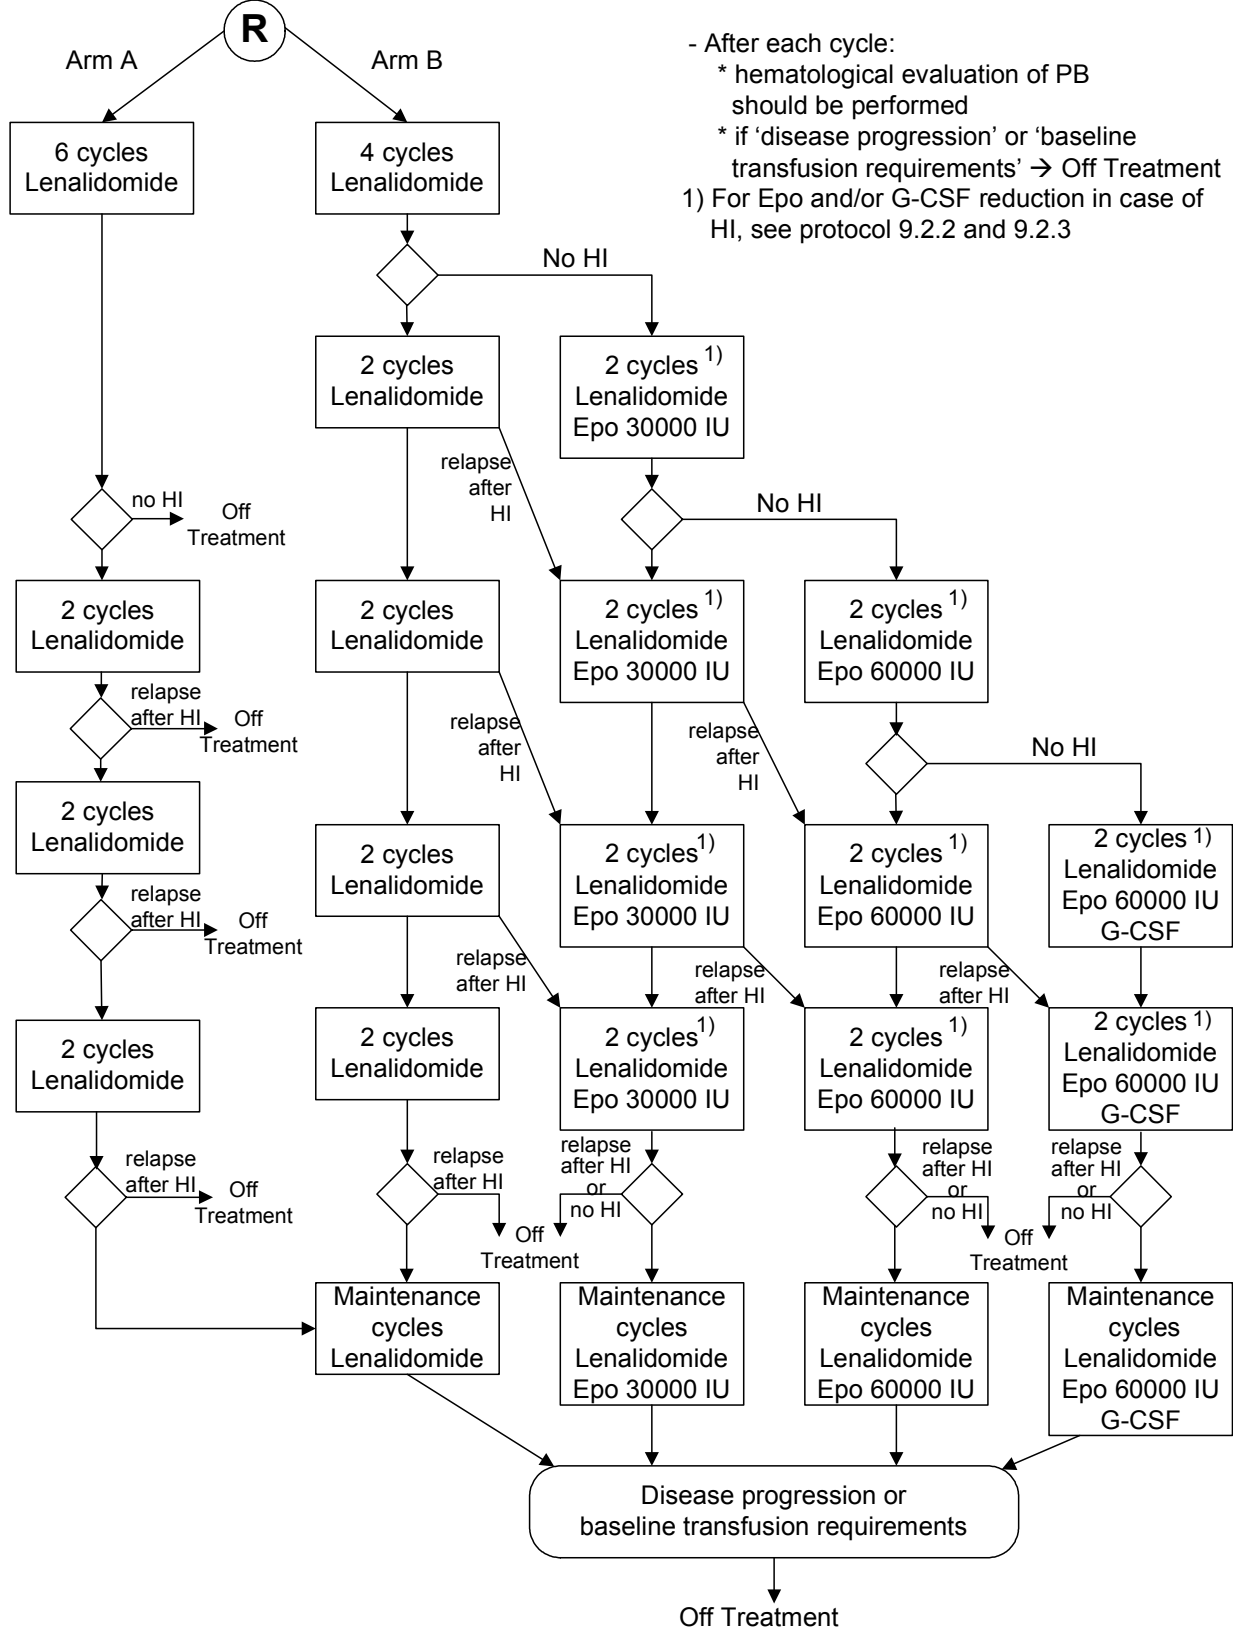 R
Arm A
Arm B
- After each cycle:
* hematological evaluation of PB
should be performed
* if ‘disease progression’ or ‘baseline
transfusion requirements’ → Off Treatment
1) For Epo and/or G-CSF reduction in case of
HI, see protocol 9.2.2 and 9.2.3
6 cycles
Lenalidomide
4 cycles
Lenalidomide
No HI
2 cycles
Lenalidomide
2 cycles 1)
Lenalidomide
Epo 30000 IU
relapse
after
HI
no HI
Off
Treatment
No HI
2 cycles
Lenalidomide
2 cycles
Lenalidomide
2 cycles 1)
Lenalidomide
Epo 30000 IU
2 cycles 1)
Lenalidomide
Epo 60000 IU
relapse
after HI
Off
Treatment
relapse
after
HI
relapse
after
HI
No HI
2 cycles
Lenalidomide
2 cycles
Lenalidomide
2 cycles 1)
Lenalidomide
Epo 30000 IU
2 cycles 1)
Lenalidomide
Epo 60000 IU
2 cycles 1)
Lenalidomide
Epo 60000 IU
G-CSF
relapse
after HI
Off
Treatment
relapse
after HI
relapse
after HI
relapse
after HI
2 cycles
Lenalidomide
2 cycles
Lenalidomide
2 cycles 1)
Lenalidomide
Epo 30000 IU
2 cycles 1)
Lenalidomide
Epo 60000 IU
2 cycles 1)
Lenalidomide
Epo 60000 IU
G-CSF
relapse
after HI
Off
Treatment
relapse
after HI
relapse
after HI
or
no HI
Off
Treatment
relapse
after HI
or
no HI
relapse
after HI
or
no HI
Off
Treatment
Maintenance
cycles
Lenalidomide
Maintenance
cycles
Lenalidomide
Epo 30000 IU
Maintenance
cycles
Lenalidomide
Epo 60000 IU
Maintenance
cycles
Lenalidomide
Epo 60000 IU
G-CSF
Disease progression or
baseline transfusion requirements
Off Treatment